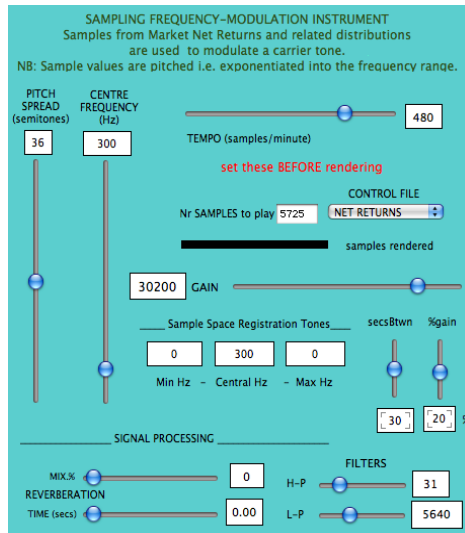 SAMPLING FREQUENCY-MODULATION INSTRUMENT
Samples from Market Net Returns and related distributions
are used to modulate a carrier tone.
NB: Sample values are pitched i.e. exponentiated into the frequency range.
PITCH
SPREAD
(semitones)
36
CENTRE
FREQUENCY
(Hz)
300
480
TEMPO (samples/minute)
set these BEFORE rendering
CONTROL FILE
Nr SAMPLES to play 5725 NET RETURNS
samples rendered
30200 GAIN
____ Sample Space Registration Tones____ secsBtwn %gain
0 300 0
Min Hz - Central Hz - Max Hz
30 20
SIGNAL PROCESSING
FILTERS
MIX.% 0 H-P 31
REVERBERATION
TIME (secs) 0.00 L-P 5640